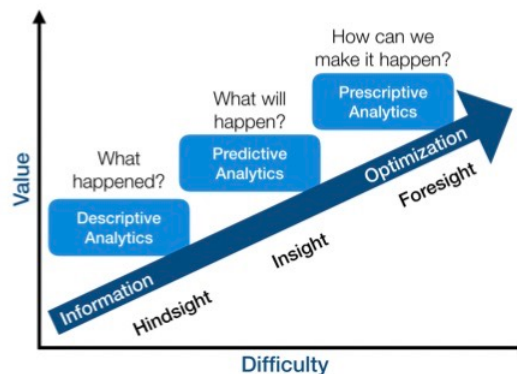 How can we
make it happen?
Prescriptive
Analytics
What will
happen?
Predictive
Analytics
What
happened?
Descriptive
Analytics
Value
Information
Optimization
Hindsight
Insight
Foresight
Difficulty